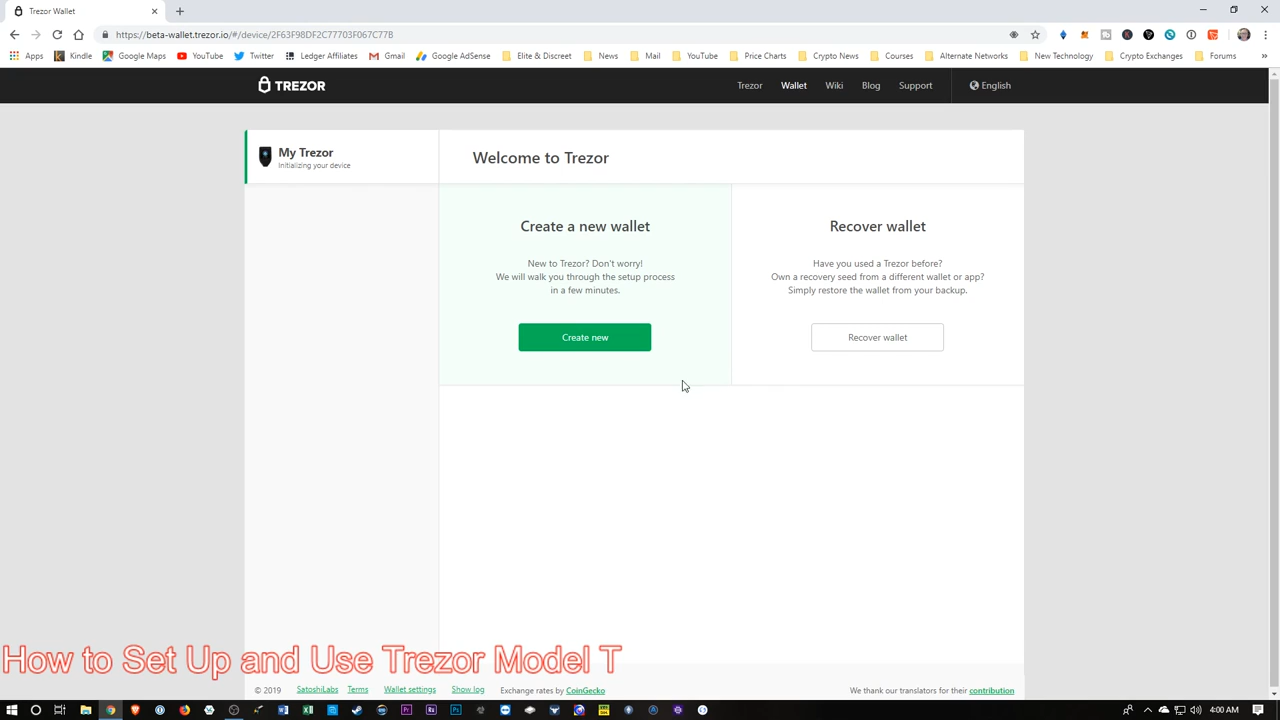 Trezor Wallet
https://beta-wallet.trezor.io/#/device/2F63F98DF2C77703F067C77B
Apps Kindle Google Maps YouTube Twitter Ledger Affiliates Gmail Google AdSense Elite & Discreet News Mail YouTube Price Charts Crypto News Courses Alternate Networks New Technology Crypto Exchanges Forums »
TREZOR Trezor Wallet Wiki Blog Support English
My Trezor
Initializing your device
Welcome to Trezor
Create a new wallet
New to Trezor? Don't worry!
We will walk you through the setup process
in a few minutes.
Create new
Recover wallet
Have you used a Trezor before?
Own a recovery seed from a different wallet or app?
Simply restore the wallet from your backup.
Recover wallet
How to Set Up and Use Trezor Model T
© 2019 SatoshiLabs Terms Wallet settings Show log Exchange rates by CoinGecko We thank our translators for their contribution
4:00 AM